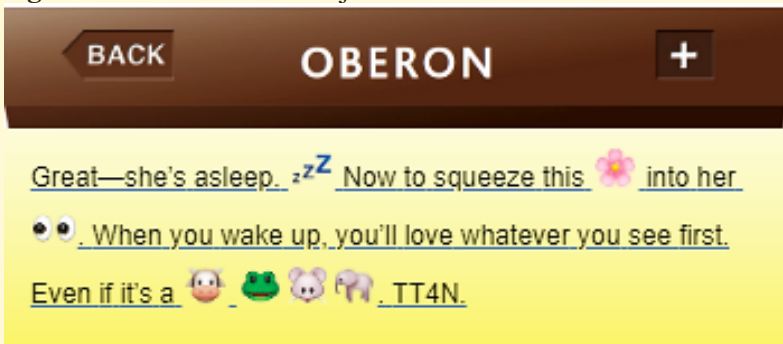 BACK
OBERON
+
Great—she's asleep. 💤 Now to squeeze this 🌸 into her
👀. When you wake up, you'll love whatever you see first.
Even if it's a 🐮 🐸 🐭 🐘. TT4N.